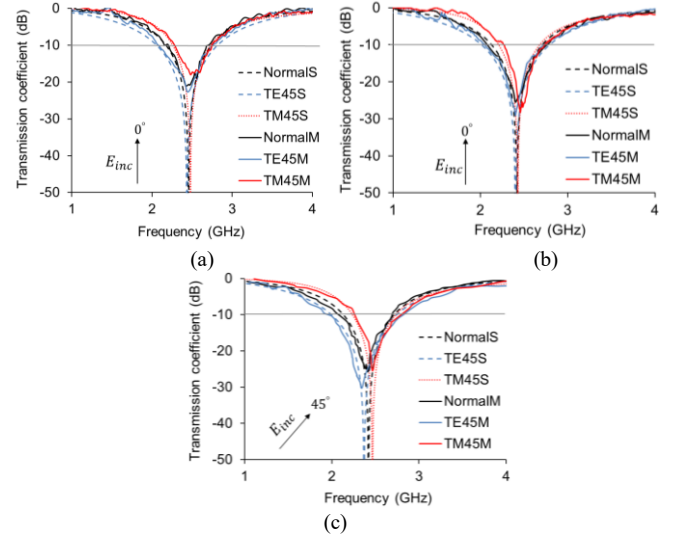 Transmission coefficient (dB)
0
-10
-20
-30
-40
-50
NormalS
TE45S
TM45S
NormalM
TE45M
TM45M
0°
E_inc
1
2
3
4
Frequency (GHz)
(a)
Transmission coefficient (dB)
0
-10
-20
-30
-40
-50
NormalS
TE45S
TM45S
NormalM
TE45M
TM45M
0°
E_inc
1
2
3
4
Frequency (GHz)
(b)
Transmission coefficient (dB)
0
-10
-20
-30
-40
-50
NormalS
TE45S
TM45S
NormalM
TE45M
TM45M
E_inc
45°
1
2
3
4
Frequency (GHz)
(c)